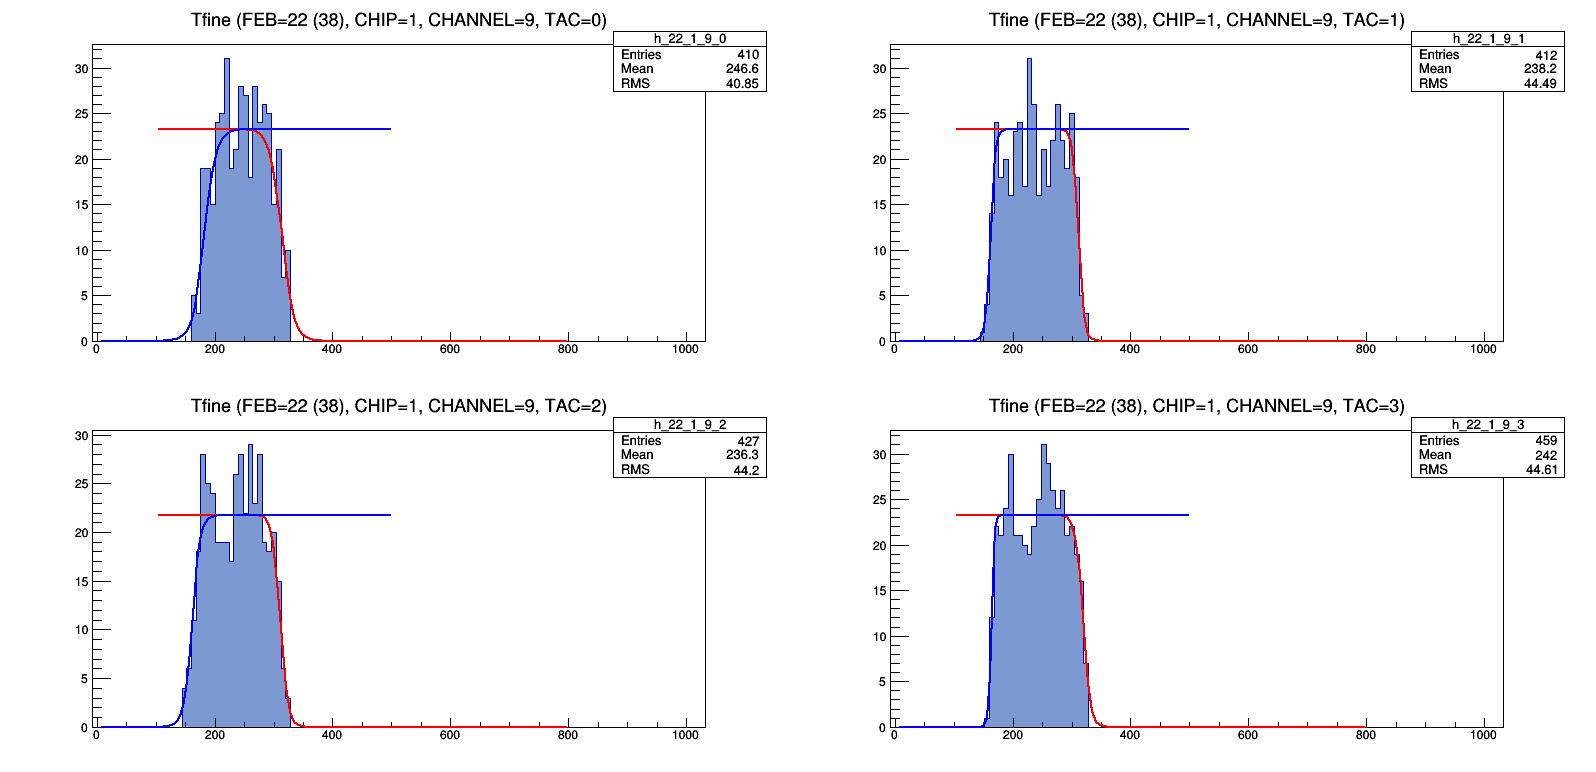 Tfine (FEB=22 (38), CHIP=1, CHANNEL=9, TAC=0)
h_22_1_9_0
Entries 410
Mean 246.6
RMS 40.85
30
25
20
15
10
5
0
0 200 400 600 800 1000
Tfine (FEB=22 (38), CHIP=1, CHANNEL=9, TAC=1)
h_22_1_9_1
Entries 412
Mean 238.2
RMS 44.49
30
25
20
15
10
5
0
0 200 400 600 800 1000
Tfine (FEB=22 (38), CHIP=1, CHANNEL=9, TAC=2)
h_22_1_9_2
Entries 427
Mean 236.3
RMS 44.2
30
25
20
15
10
5
0
0 200 400 600 800 1000
Tfine (FEB=22 (38), CHIP=1, CHANNEL=9, TAC=3)
h_22_1_9_3
Entries 459
Mean 242
RMS 44.61
30
25
20
15
10
5
0
0 200 400 600 800 1000